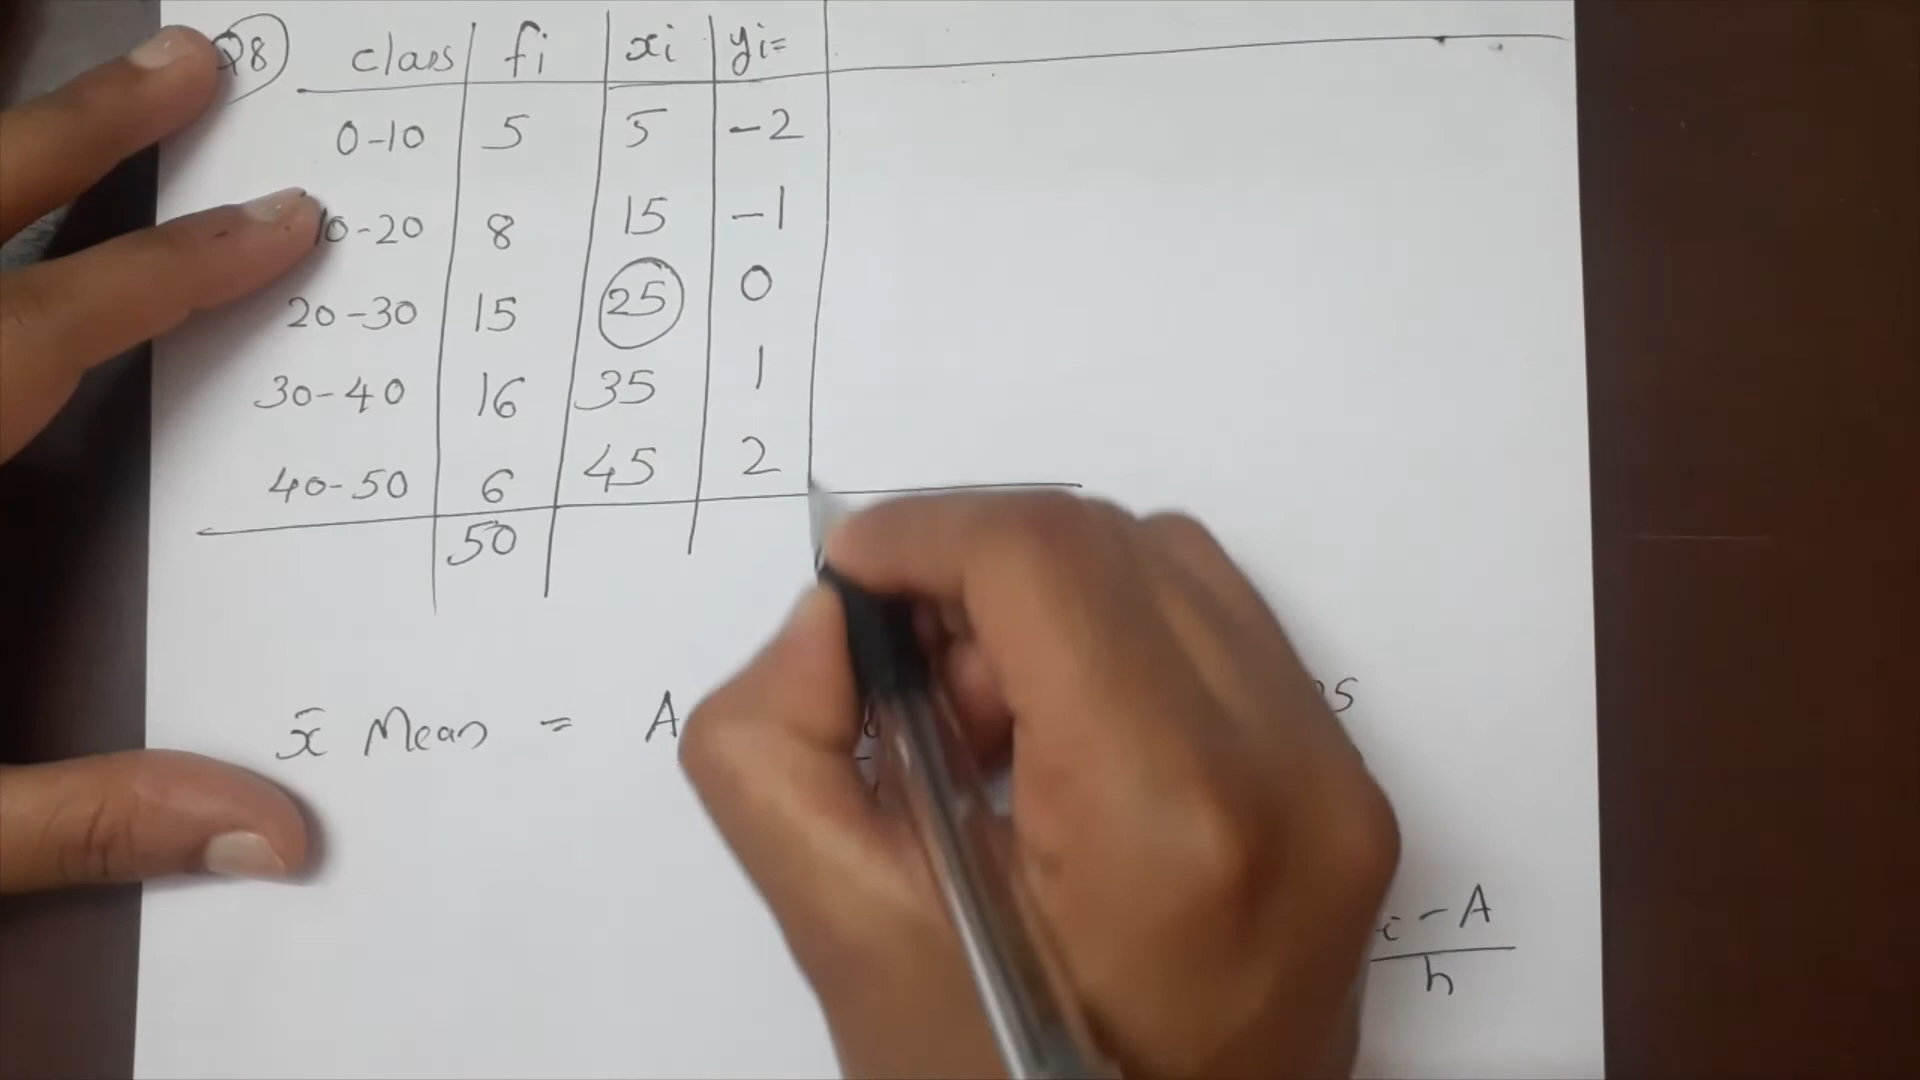 Q8 class fi xi yi=
0-10 5 5 -2
10-20 8 15 -1
20-30 15 25 0
30-40 16 35 1
40-50 6 45 2
50
x̄ Mean = A
i - A
h